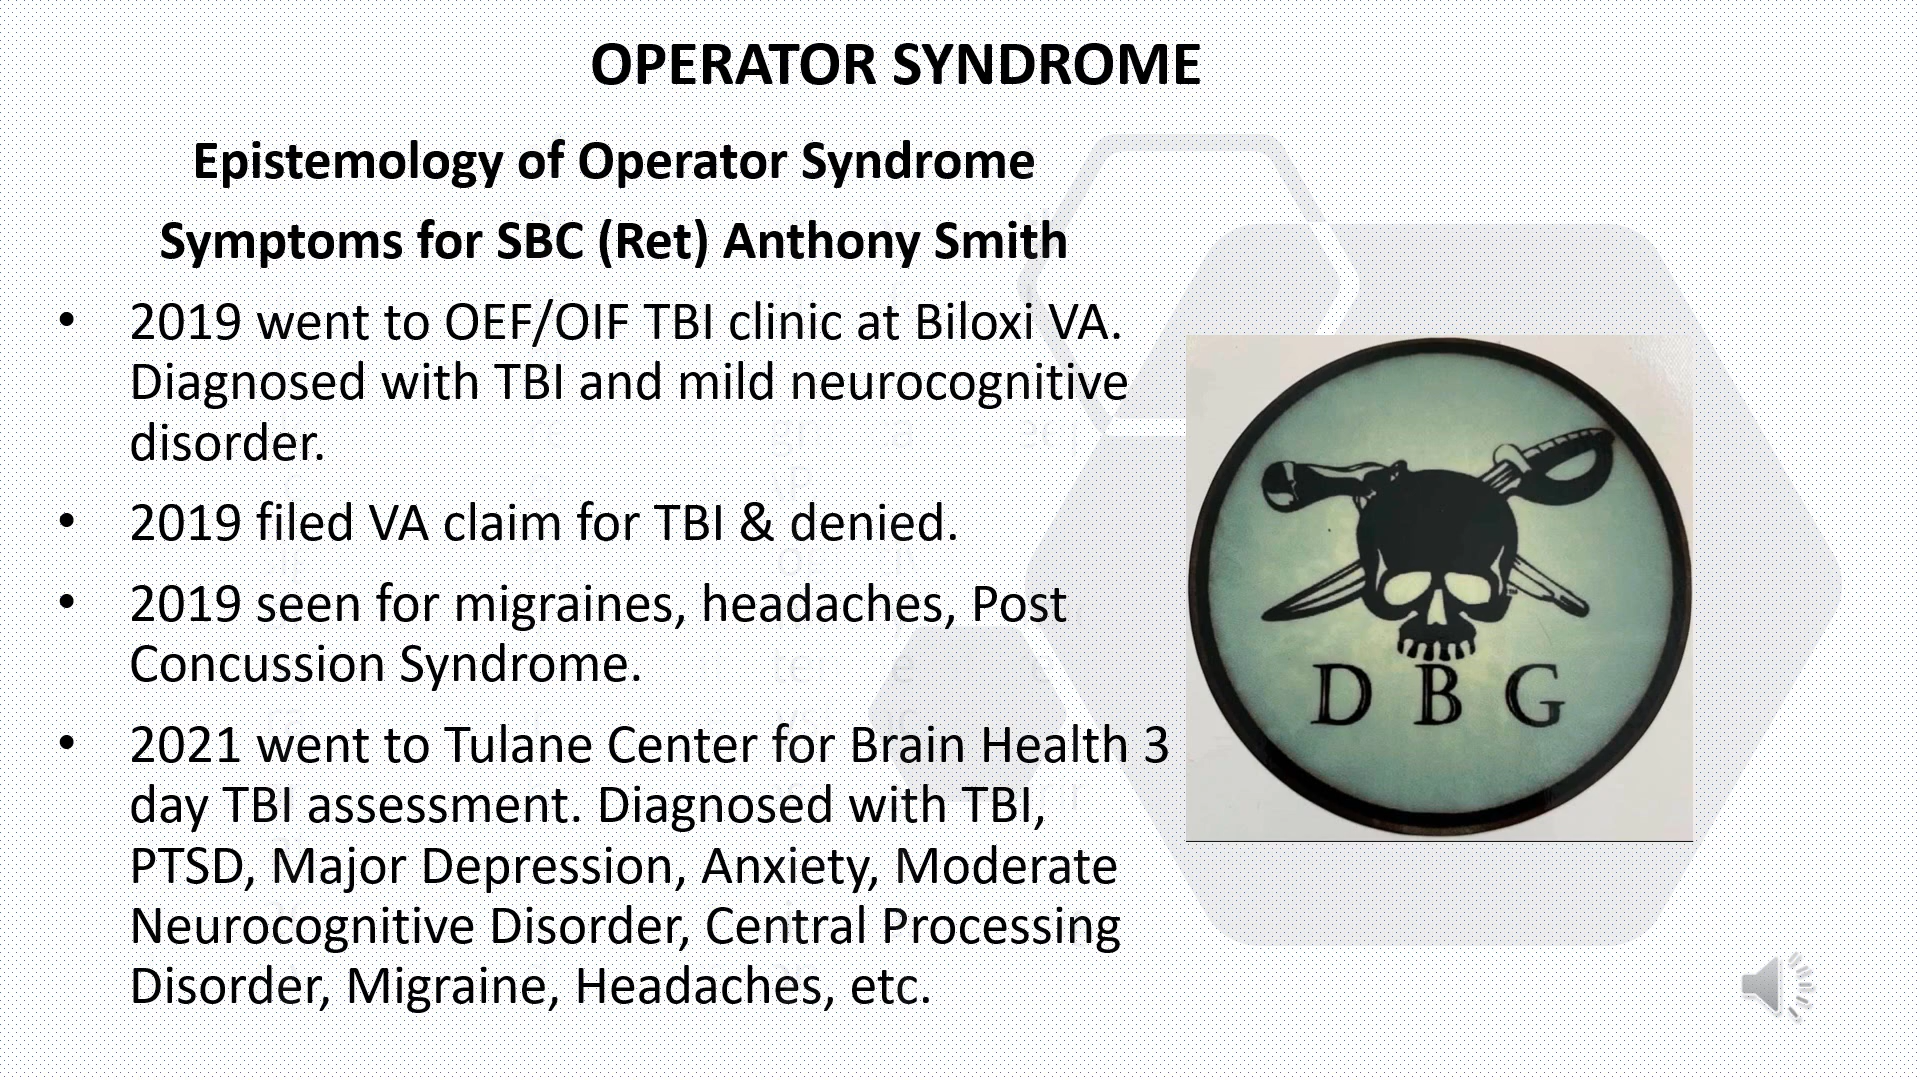 OPERATOR SYNDROME
Epistemology of Operator Syndrome
Symptoms for SBC (Ret) Anthony Smith
• 2019 went to OEF/OIF TBI clinic at Biloxi VA.
Diagnosed with TBI and mild neurocognitive
disorder.
• 2019 filed VA claim for TBI & denied.
• 2019 seen for migraines, headaches, Post
Concussion Syndrome.
• 2021 went to Tulane Center for Brain Health 3
day TBI assessment. Diagnosed with TBI,
PTSD, Major Depression, Anxiety, Moderate
Neurocognitive Disorder, Central Processing
Disorder, Migraine, Headaches, etc.
D B G